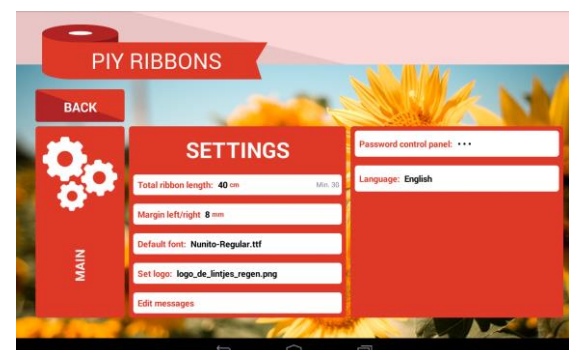 PIY RIBBONS
BACK
MAIN
SETTINGS
Total ribbon length: 40 cm Min. 30
Margin left/right 8 mm
Default font: Nunito-Regular.ttf
Set logo: logo_de_lintjes_regen.png
Edit messages
Password control panel: •••
Language: English